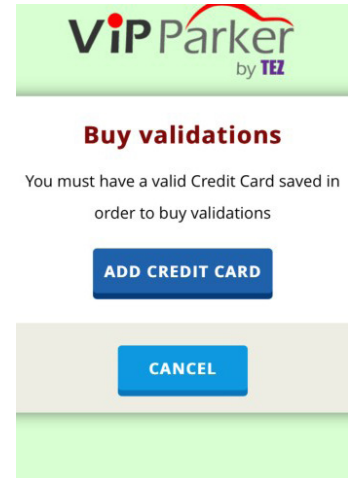 ViP Parker
by TEZ
Buy validations
You must have a valid Credit Card saved in
order to buy validations
ADD CREDIT CARD
CANCEL